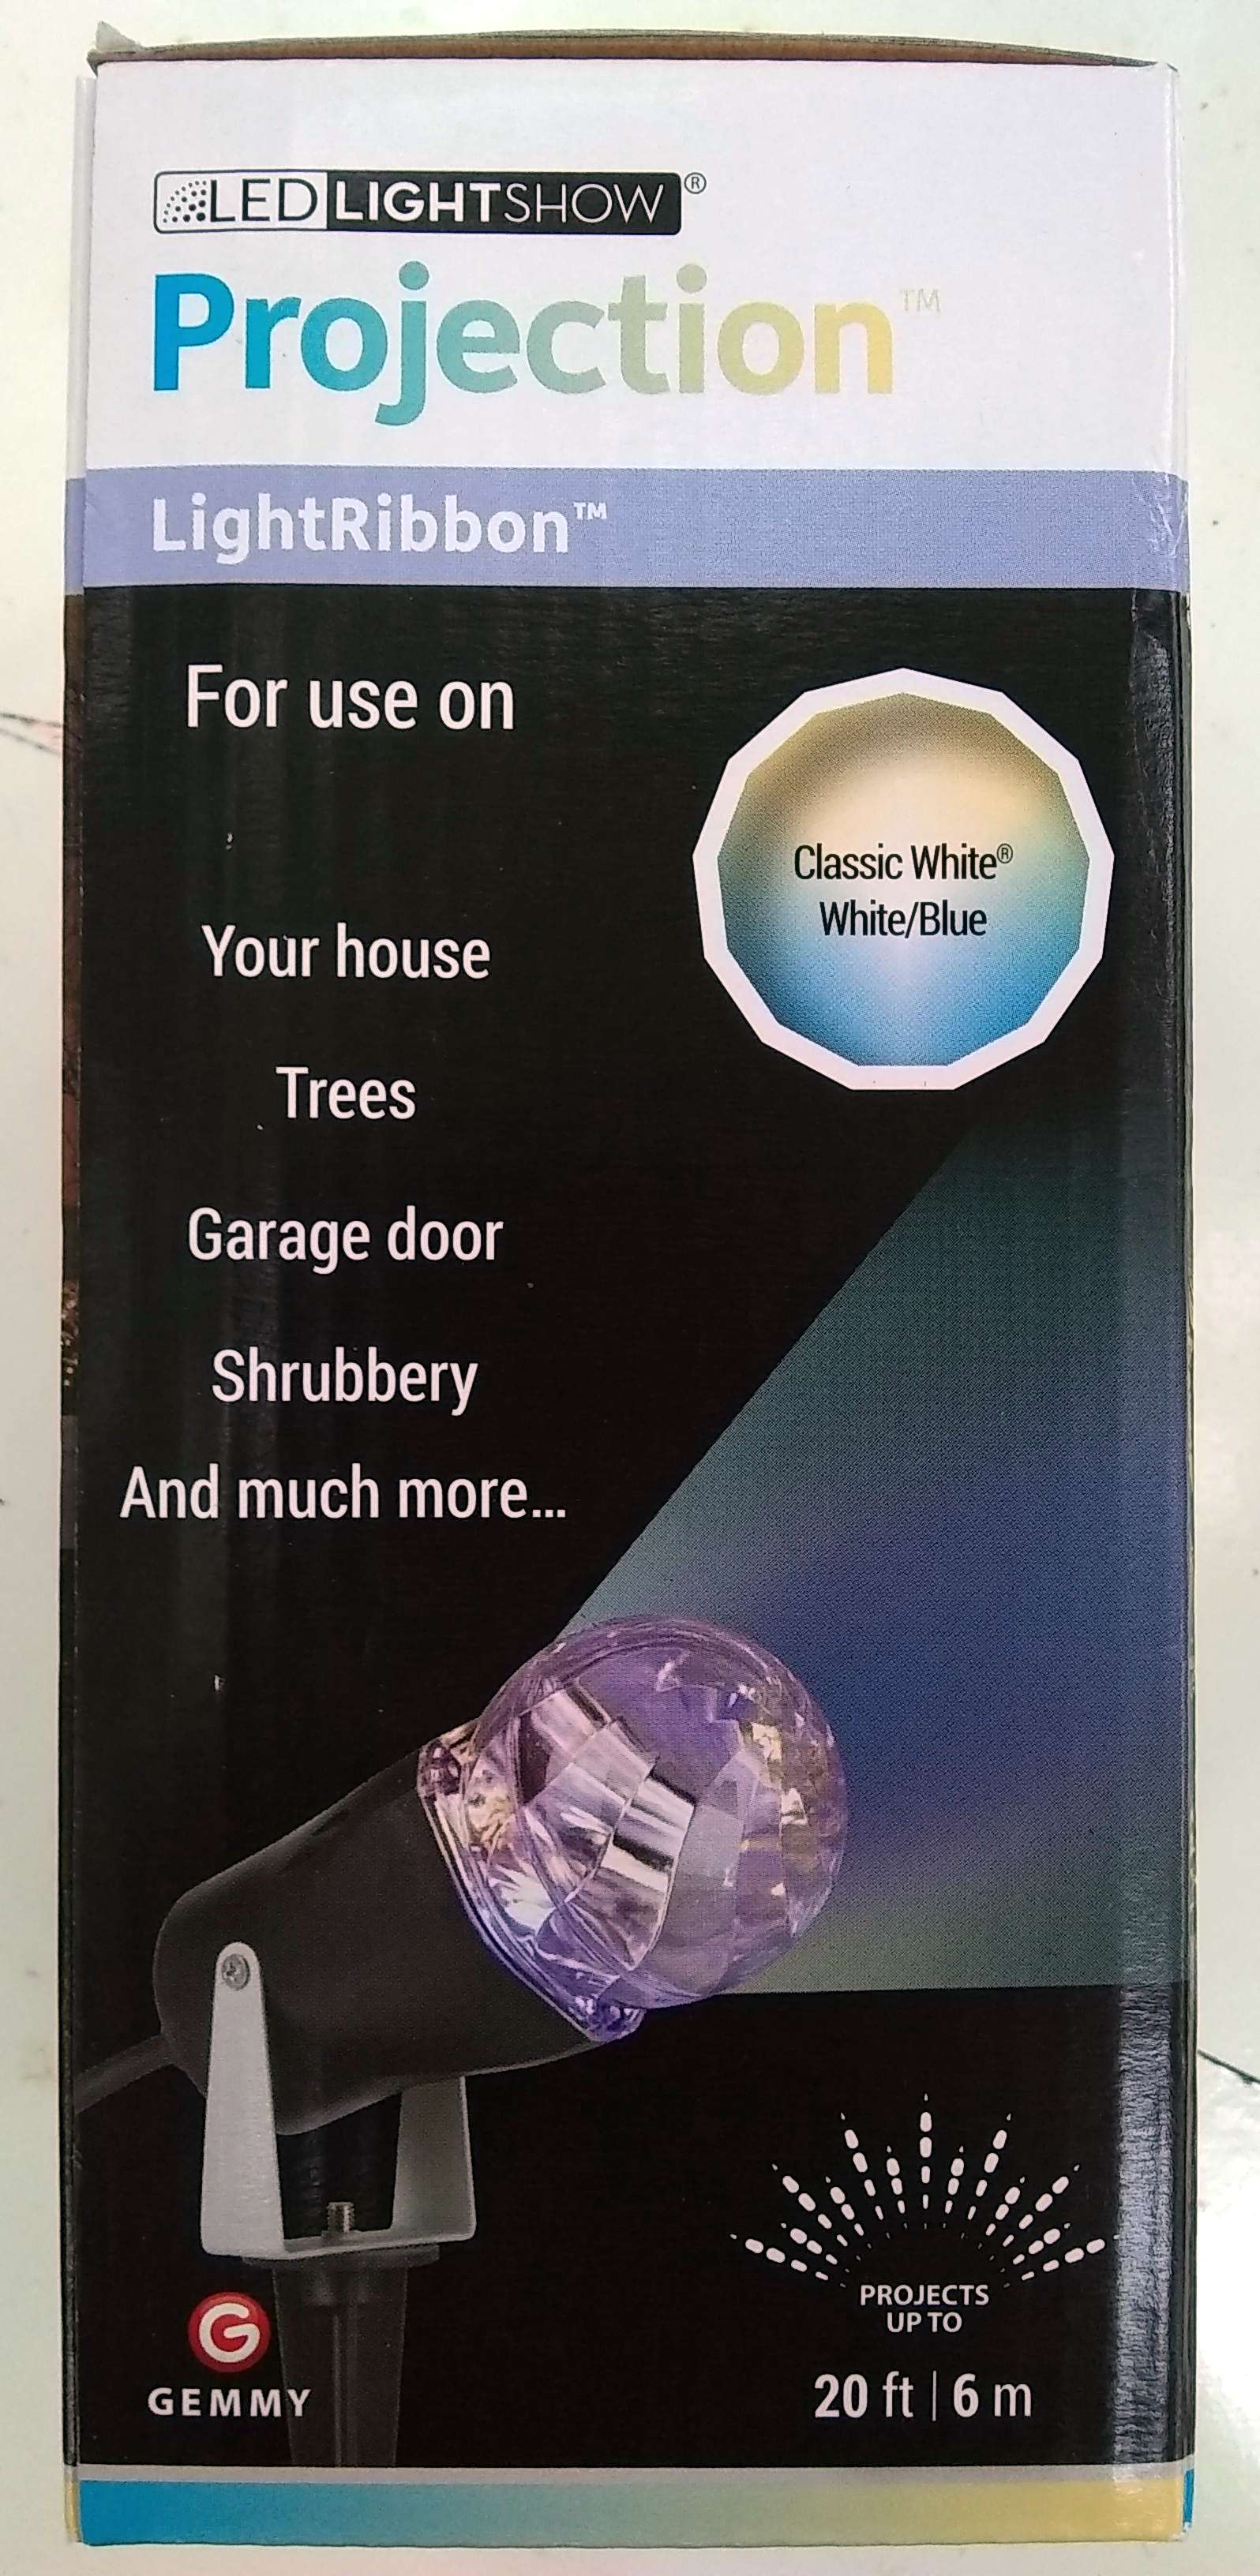 LED LIGHTSHOW®
Projection™
LightRibbon™
For use on
Classic White®
White/Blue
Your house
Trees
Garage door
Shrubbery
And much more...
PROJECTS
UP TO
20 ft | 6 m
G
GEMMY